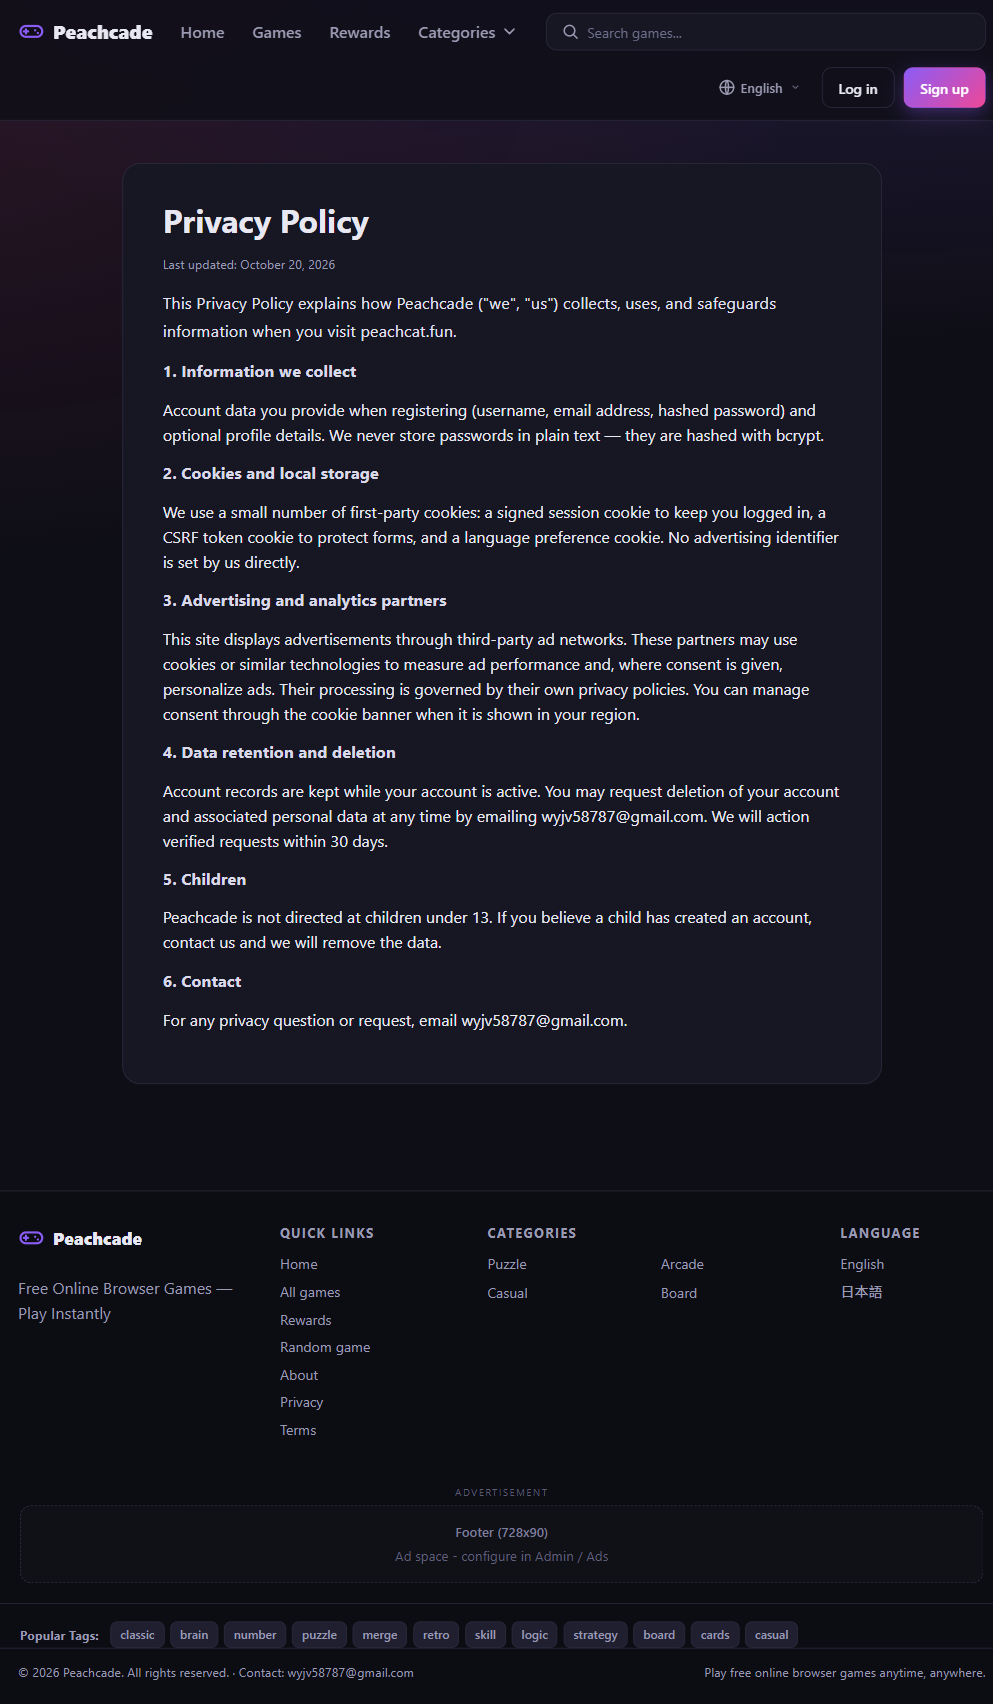 Peachcade
Home
Games
Rewards
Categories
Search games...
English
Log in
Sign up
Privacy Policy
Last updated: October 20, 2026
This Privacy Policy explains how Peachcade ("we", "us") collects, uses, and safeguards
information when you visit peachcat.fun.
1. Information we collect
Account data you provide when registering (username, email address, hashed password) and
optional profile details. We never store passwords in plain text — they are hashed with bcrypt.
2. Cookies and local storage
We use a small number of first-party cookies: a signed session cookie to keep you logged in, a
CSRF token cookie to protect forms, and a language preference cookie. No advertising identifier
is set by us directly.
3. Advertising and analytics partners
This site displays advertisements through third-party ad networks. These partners may use
cookies or similar technologies to measure ad performance and, where consent is given,
personalize ads. Their processing is governed by their own privacy policies. You can manage
consent through the cookie banner when it is shown in your region.
4. Data retention and deletion
Account records are kept while your account is active. You may request deletion of your account
and associated personal data at any time by emailing wyjv58787@gmail.com. We will action
verified requests within 30 days.
5. Children
Peachcade is not directed at children under 13. If you believe a child has created an account,
contact us and we will remove the data.
6. Contact
For any privacy question or request, email wyjv58787@gmail.com.
Peachcade
Free Online Browser Games —
Play Instantly
QUICK LINKS
Home
All games
Rewards
Random game
About
Privacy
Terms
CATEGORIES
Puzzle
Arcade
Casual
Board
LANGUAGE
English
日本語
ADVERTISEMENT
Footer (728x90)
Ad space - configure in Admin / Ads
Popular Tags: classic brain number puzzle merge retro skill logic strategy board cards casual
© 2026 Peachcade. All rights reserved. · Contact: wyjv58787@gmail.com
Play free online browser games anytime, anywhere.